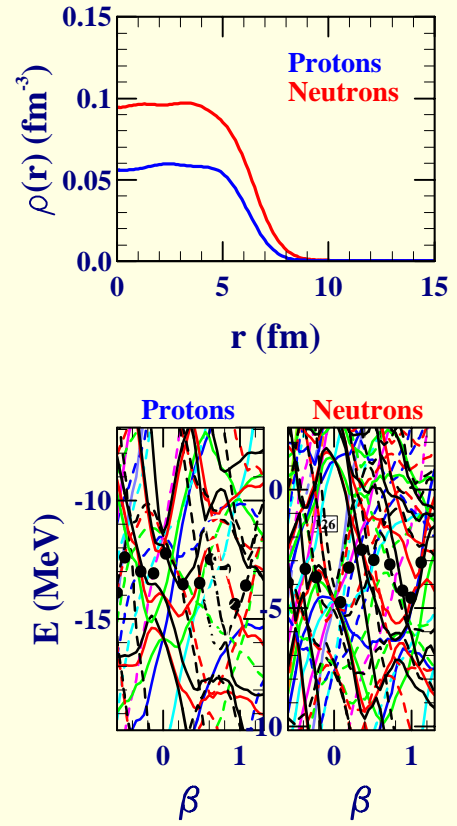 0.15
0.1
0.05
0.0
ρ(r) (fm⁻³)
Protons
Neutrons
0 5 10 15
r (fm)
Protons Neutrons
-10
-15
E (MeV)
0
-5
-10
126
0 1 0 1
β β